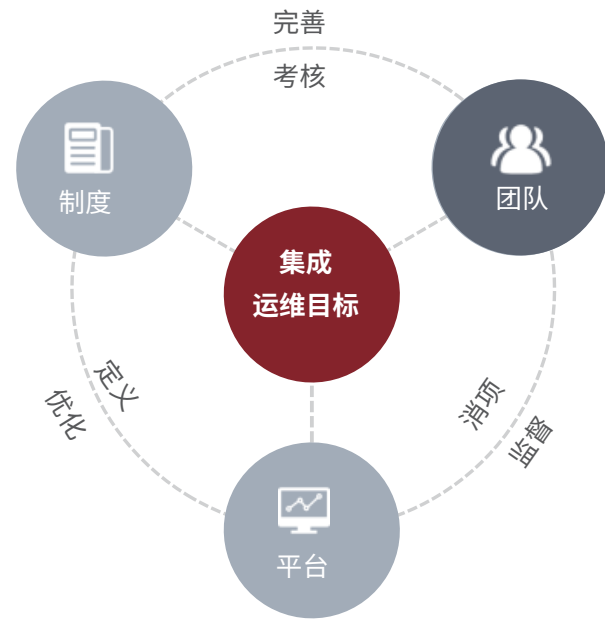 完善
考核
制度
团队
集成
运维目标
定义
优化
消项
监督
平台